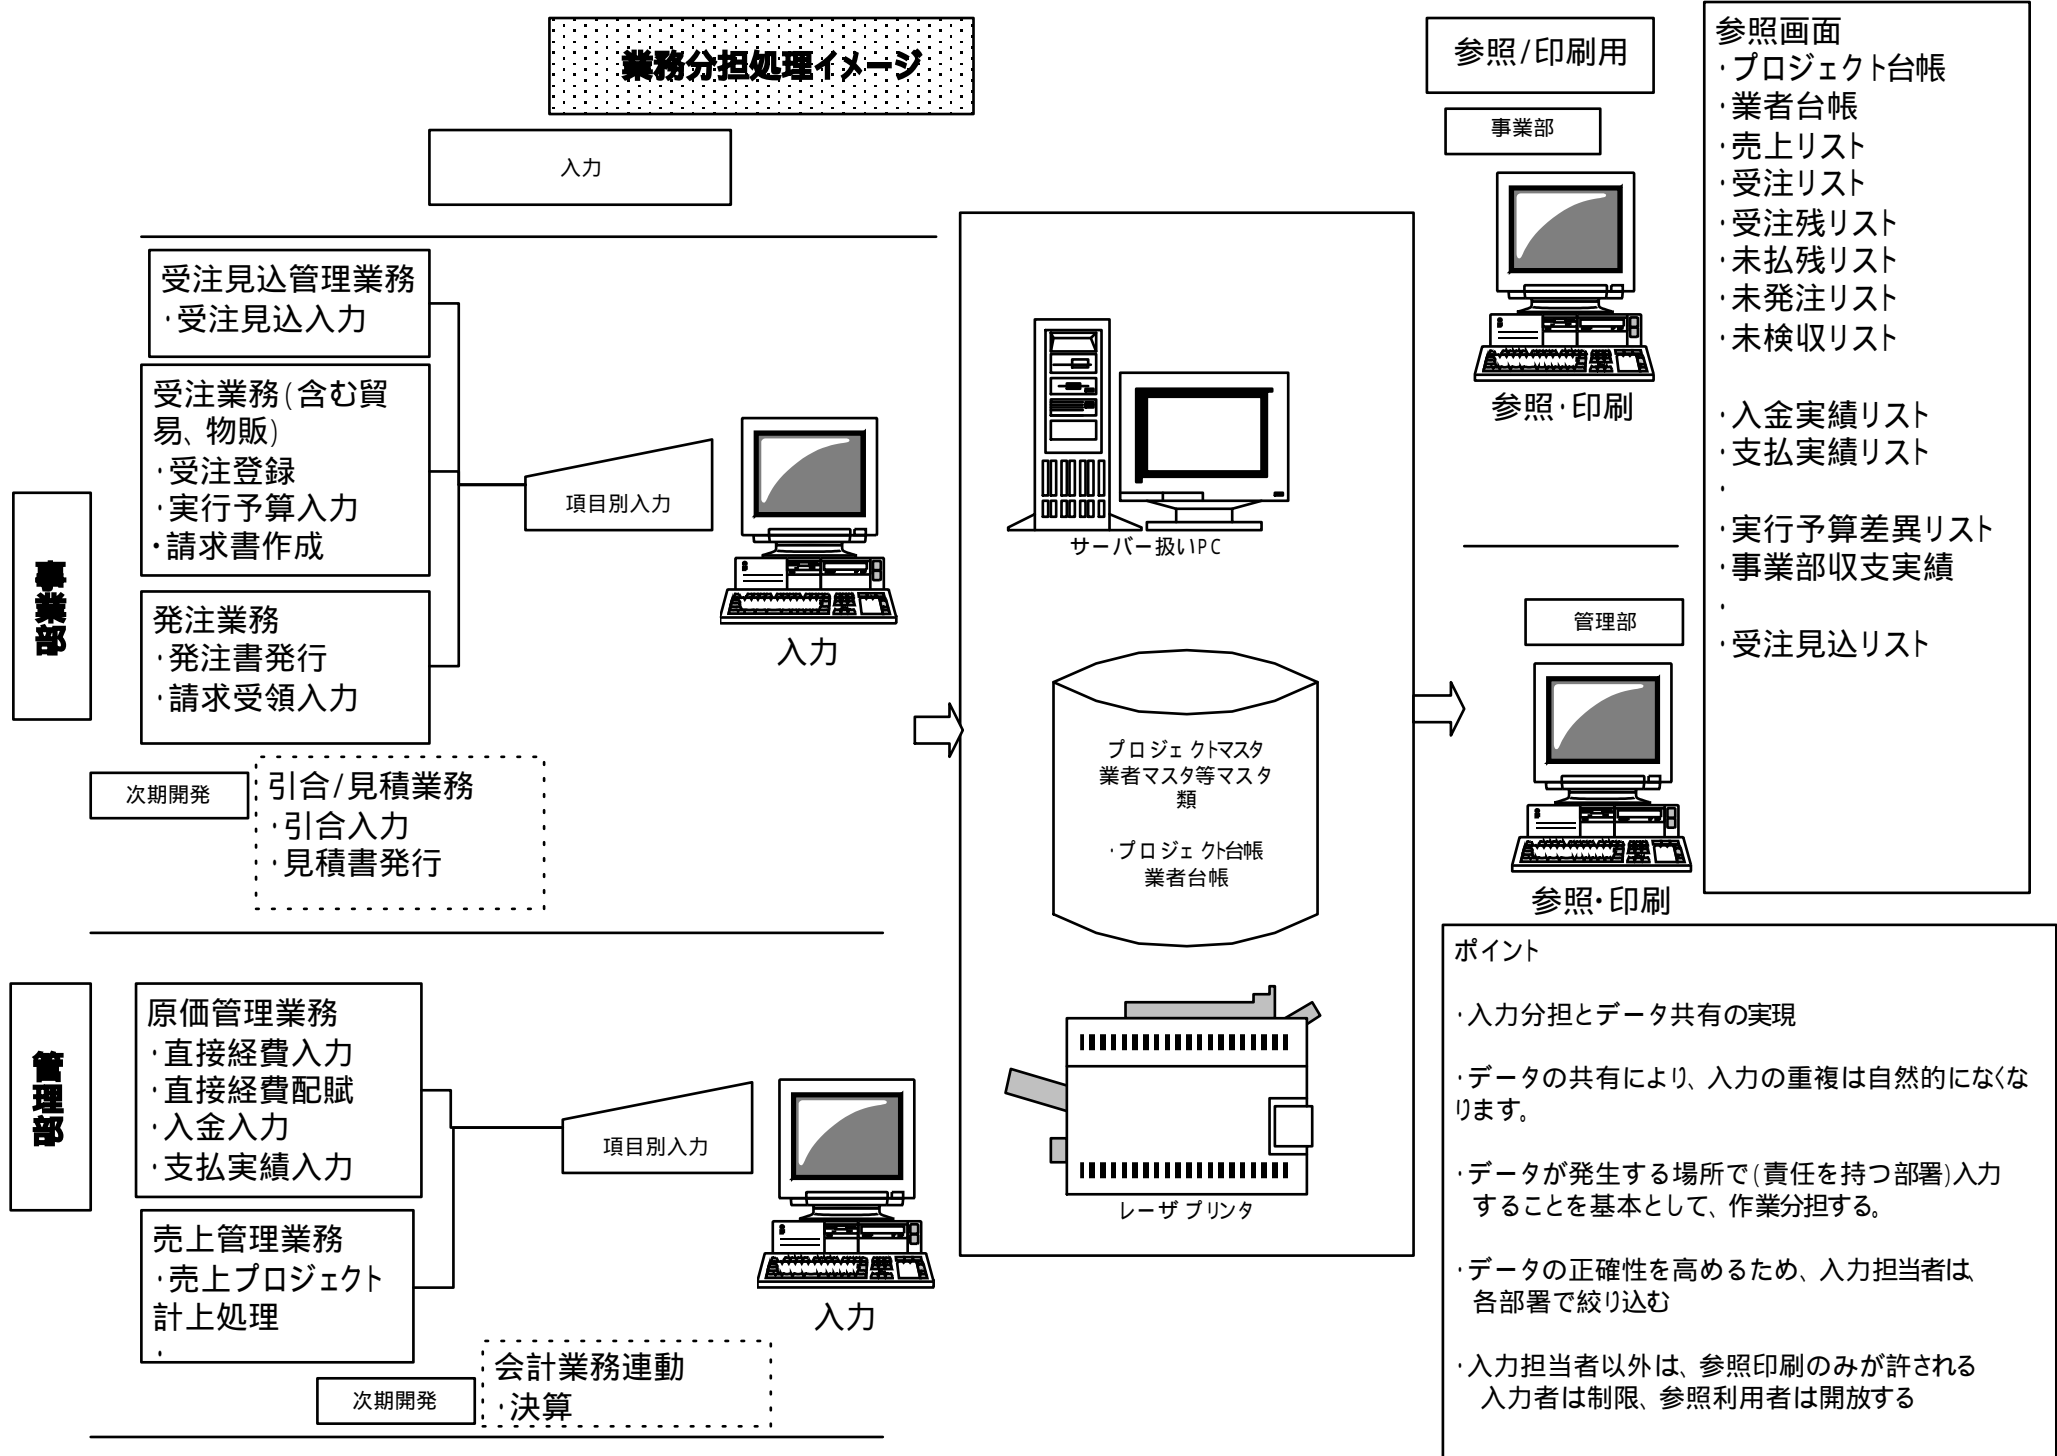 業務分担処理イメージ
入力
事業部
受注見込管理業務
・受注見込入力
受注業務(含む貿
易、物販)
・受注登録
・実行予算入力
・請求書作成
発注業務
・発注書発行
・請求受領入力
項目別入力
入力
次期開発
引合/見積業務
・引合入力
・見積書発行
管理部
原価管理業務
・直接経費入力
・直接経費配賦
・入金入力
・支払実績入力
売上管理業務
・売上プロジェクト
計上処理
・
項目別入力
入力
次期開発
会計業務連動
・決算
サーバー扱いPC
プロジェクトマスタ
業者マスタ等マスタ
類
・プロジェクト台帳
業者台帳
レーザプリンタ
参照/印刷用
事業部
参照・印刷
管理部
参照・印刷
参照画面
・プロジェクト台帳
・業者台帳
・売上リスト
・受注リスト
・受注残リスト
・未払残リスト
・未発注リスト
・未検収リスト
・入金実績リスト
・支払実績リスト
・
・実行予算差異リスト
・事業部収支実績
・
・受注見込リスト
ポイント
・入力分担とデータ共有の実現
・データの共有により、入力の重複は自然的になくな
ります。
・データが発生する場所で(責任を持つ部署)入力
することを基本として、作業分担する。
・データの正確性を高めるため、入力担当者は、
各部署で絞り込む
・入力担当者以外は、参照印刷のみが許される
入力者は制限、参照利用者は開放する